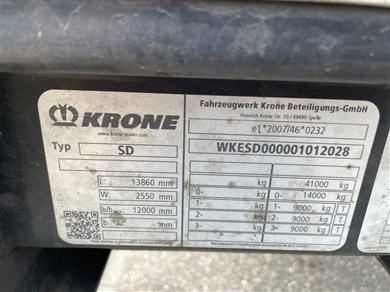 KRONE
www.krone-trailer.com
Typ SD
L: 13860 mm
W: 2550 mm
b/b: 12000 mm
b mm
Fahrzeugwerk Krone Beteiligungs-GmbH
Heinrich-Krone Str. 10 / 49480 Spelle
e1*2007/46*0232
WKESD000001012028
kg 41000 kg
0- kg 0- 14000 kg
1- kg 1- 9000 kg T
2- kg 2- 9000 kg T
3- kg 3- 9000 kg T